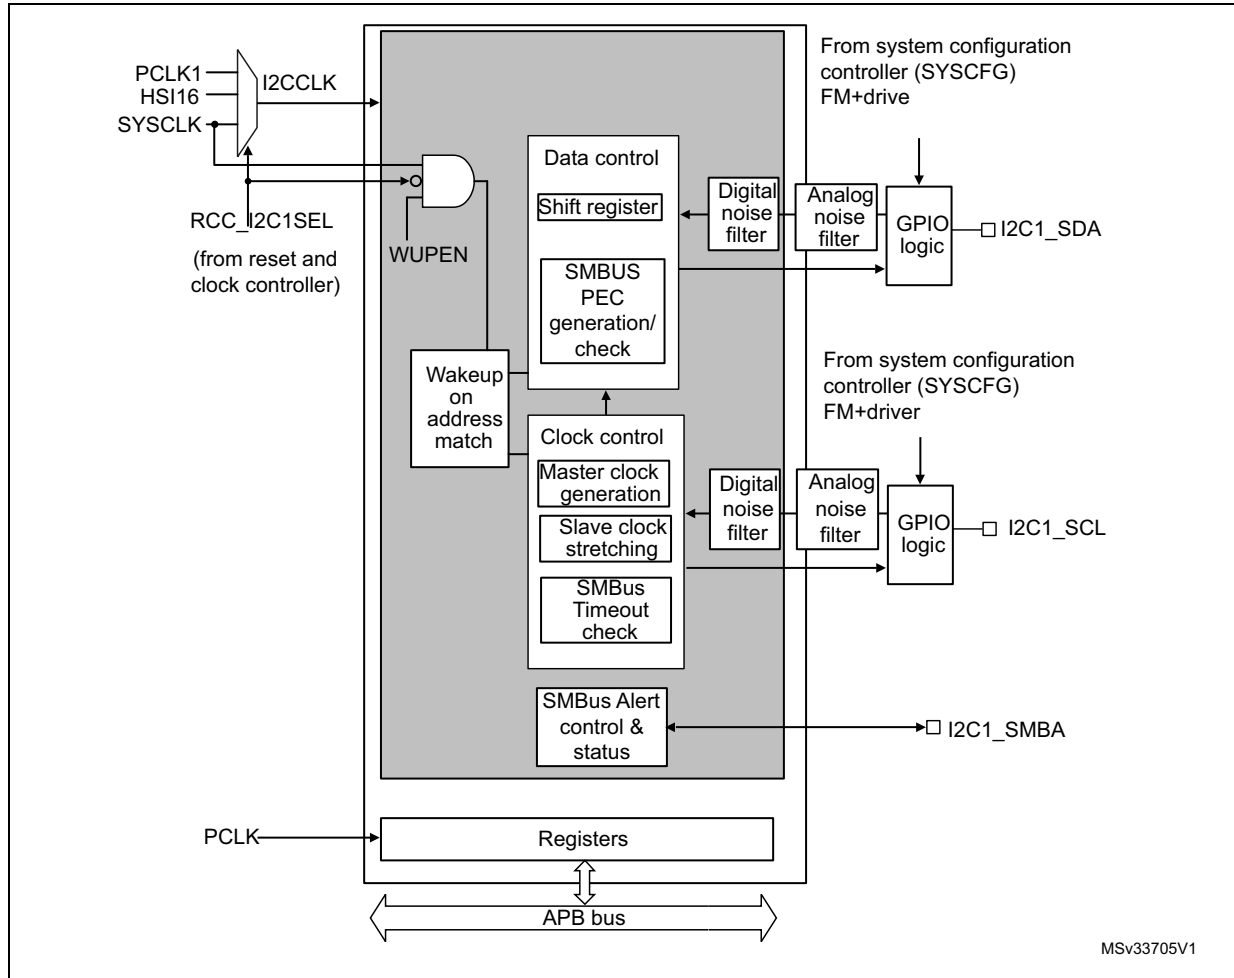 PCLK1
HSI16
SYSCLK
I2CCLK
RCC_I2C1SEL
(from reset and
clock controller)
WUPEN
Wakeup
on
address
match
Data control
Shift register
SMBUS
PEC
generation/
check
Clock control
Master clock
generation
Slave clock
stretching
SMBus
Timeout
check
SMBus Alert
control &
status
Digital
noise
filter
Analog
noise
filter
GPIO
logic
I2C1_SDA
From system configuration
controller (SYSCFG)
FM+drive
From system configuration
controller (SYSCFG)
FM+driver
Digital
noise
filter
Analog
noise
filter
GPIO
logic
I2C1_SCL
I2C1_SMBA
PCLK
Registers
APB bus
MSv33705V1